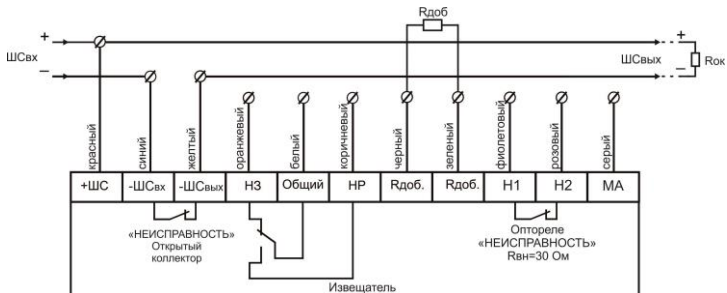 Rдоб
+
+
ШСвх
ШСвых
Rок
–
–
красный
синий
желтый
оранжевый
белый
коричневый
черный
зеленый
фиолетовый
розовый
серый
+ШС
-ШСвх
-ШСвых
НЗ
Общий
НР
Rдоб.
Rдоб.
Н1
Н2
МА
«НЕИСПРАВНОСТЬ»
Открытый
коллектор
Оптореле
«НЕИСПРАВНОСТЬ»
Rвн=30 Ом
Извещатель